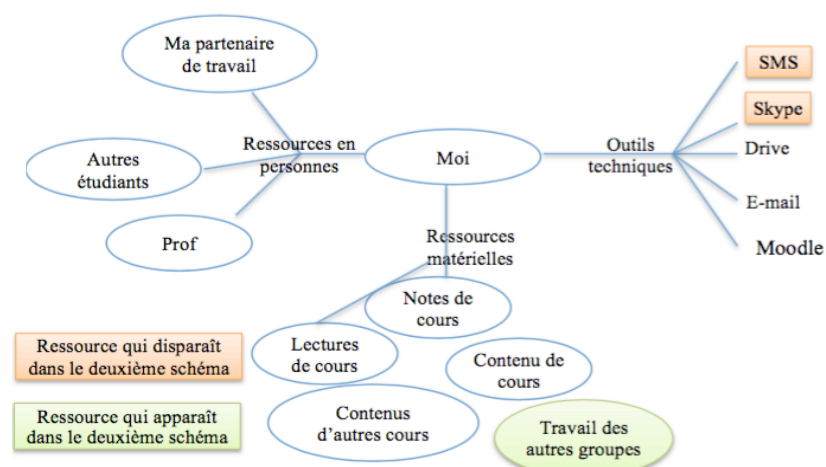 Ma partenaire
de travail
SMS
Skype
Ressources en
personnes
Outils
techniques
Drive
Autres
étudiants
Moi
E-mail
Prof
Ressources
matérielles
Moodle
Notes de
cours
Ressource qui disparaît
dans le deuxième schéma
Lectures
de cours
Contenu de
cours
Ressource qui apparaît
dans le deuxième schéma
Contenus
d'autres cours
Travail des
autres groupes